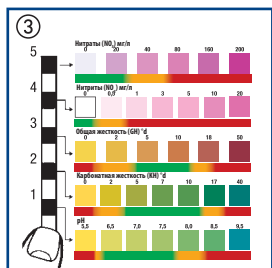 3
5
4
3
2
1
Нитраты (NO₃) мг/л
0 20 40 80 160 200
Нитриты (NO₂) мг/л
0 0,5 1 3 5 10 20
Общая жесткость (GH) °d
0 2 5 10 18 50
Карбонатная жесткость (KH) °d
0 2 5 7 10 17 40
pH
5,5 6,5 7,0 7,5 8,0 8,5 9,5